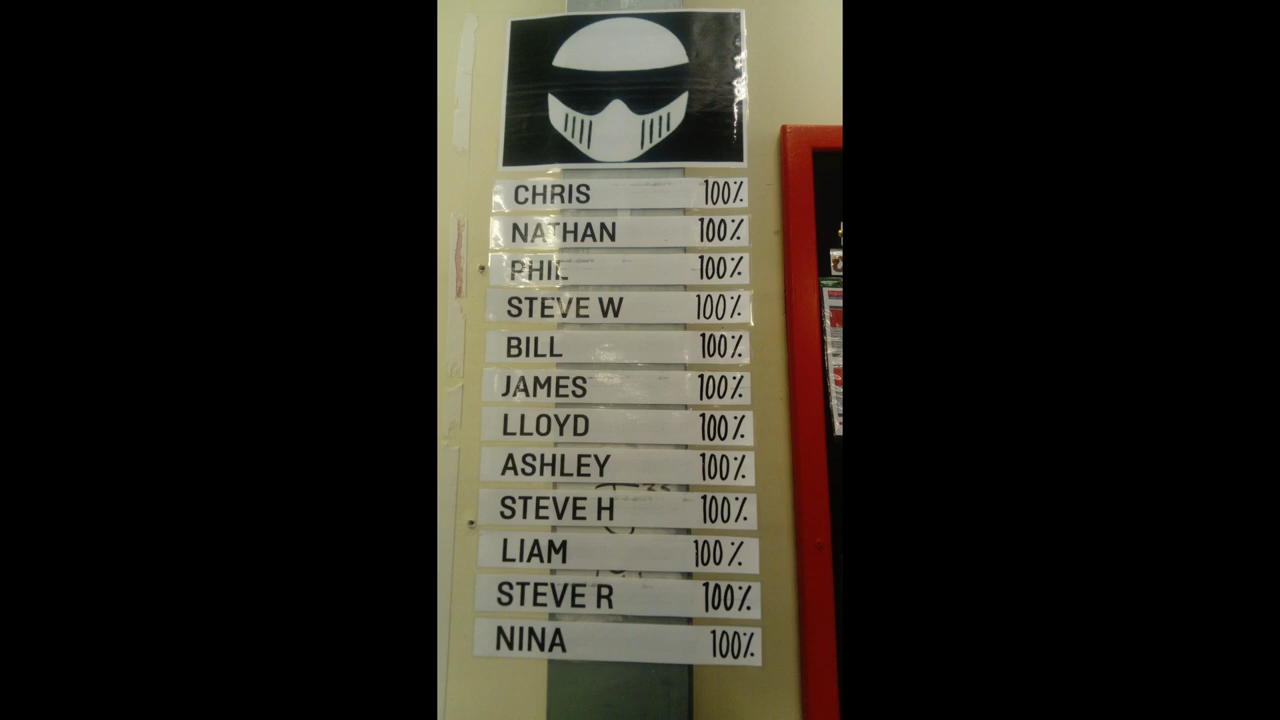 CHRIS 100%
NATHAN 100%
PHIL 100%
STEVE W 100%
BILL 100%
JAMES 100%
LLOYD 100%
ASHLEY 100%
STEVE H 100%
LIAM 100%
STEVE R 100%
NINA 100%